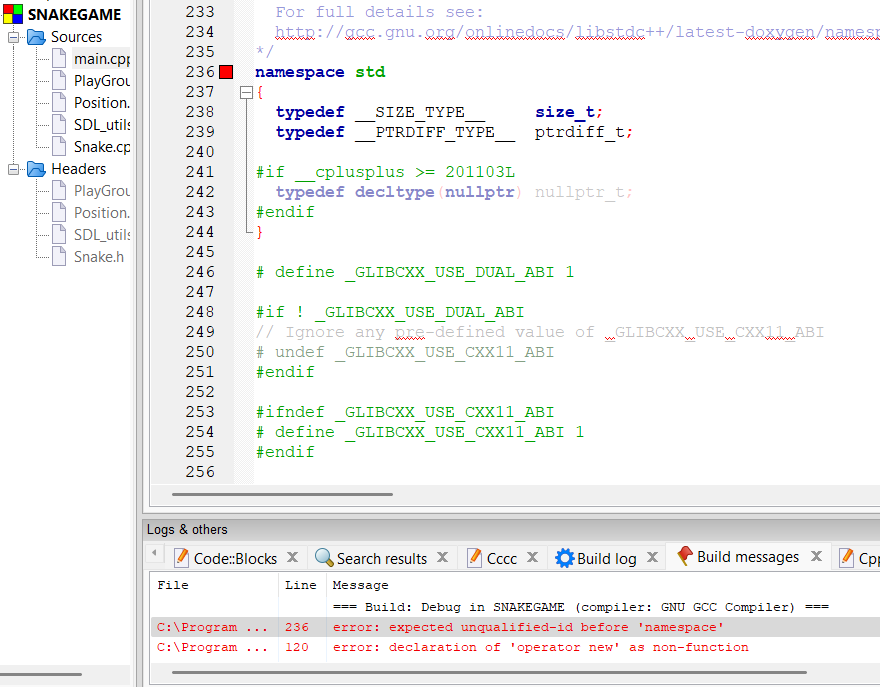 SNAKEGAME
Sources
main.cpp
PlayGrou
Position.
SDL_utils
Snake.cp
Headers
PlayGrou
Position.
SDL_utils
Snake.h
233 For full details see:
234 http://gcc.gnu.org/onlinedocs/libstdc++/latest-doxygen/namesp
235 */
236 namespace std
237 {
238 typedef __SIZE_TYPE__ size_t;
239 typedef __PTRDIFF_TYPE__ ptrdiff_t;
240
241 #if __cplusplus >= 201103L
242 typedef decltype(nullptr) nullptr_t;
243 #endif
244 }
245
246 # define _GLIBCXX_USE_DUAL_ABI 1
247
248 #if ! _GLIBCXX_USE_DUAL_ABI
249 // Ignore any pre-defined value of _GLIBCXX_USE_CXX11_ABI
250 # undef _GLIBCXX_USE_CXX11_ABI
251 #endif
252
253 #ifndef _GLIBCXX_USE_CXX11_ABI
254 # define _GLIBCXX_USE_CXX11_ABI 1
255 #endif
256
Logs & others
Code::Blocks X Search results X Cccc X Build log X Build messages X Cpp
File Line Message
=== Build: Debug in SNAKEGAME (compiler: GNU GCC Compiler) ===
C:\Program ... 236 error: expected unqualified-id before 'namespace'
C:\Program ... 120 error: declaration of 'operator new' as non-function